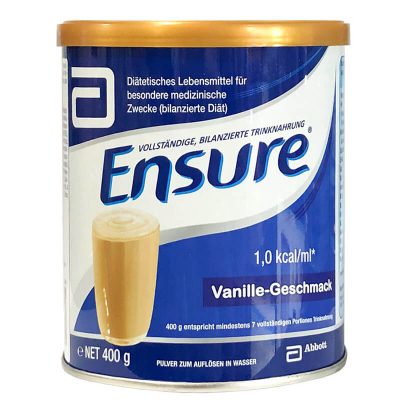 Diätetisches Lebensmittel für
besondere medizinische
Zwecke (bilanzierte Diät)
VOLLSTÄNDIGE, BILANZIERTE TRINKNAHRUNG
Ensure®
1,0 kcal/ml*
Vanille-Geschmack
400 g entspricht mindestens 7 vollständigen Portionen Trinknahrung
e NET 400 g
PULVER ZUM AUFLÖSEN IN WASSER
Abbott